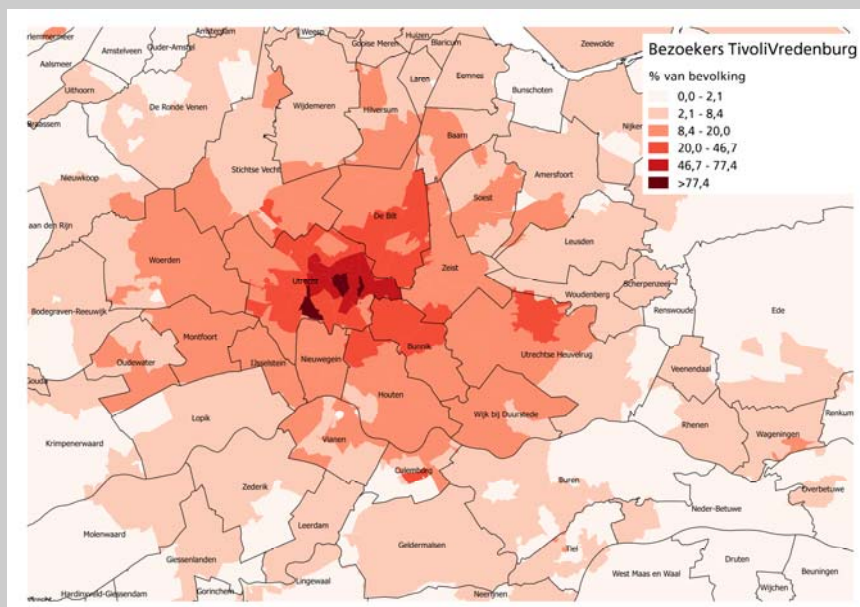 Bezoekers TivoliVredenburg
% van bevolking
0,0 - 2,1
2,1 - 8,4
8,4 - 20,0
20,0 - 46,7
46,7 - 77,4
>77,4
Amsterdam
Weesp
Huizen
Zeewolde
Amstelveen
Ouder-Amstel
Gooise Meren
Blaricum
Aalsmeer
Laren
Eemnes
Uithoorn
Bunschoten
De Ronde Venen
Wijdemeren
Hilversum
Nijker
Baarn
Stichtse Vecht
Amersfoort
Nieuwkoop
Soest
aan den Rijn
De Bilt
Leusden
Woerden
Zeist
Utrecht
Scherpenzeel
Woudenberg
Bodegraven-Reeuwijk
Renswoude
Ede
Montfoort
Bunnik
Oudewater
IJsselstein
Nieuwegein
Utrechtse Heuvelrug
Veenendaal
Gouda
Houten
Lopik
Wijk bij Duurstede
Renkum
Krimpenerwaard
Vianen
Rhenen
Wageningen
Culemborg
Zederik
Buren
Overbetuwe
Neder-Betuwe
Molenwaard
Leerdam
Giessenlanden
Geldermalsen
Tiel
Druten
Lingewaal
West Maas en Waal
Beuningen
Hardinxveld-Giessendam
Gorinchem
Neerijnen
Wijchen